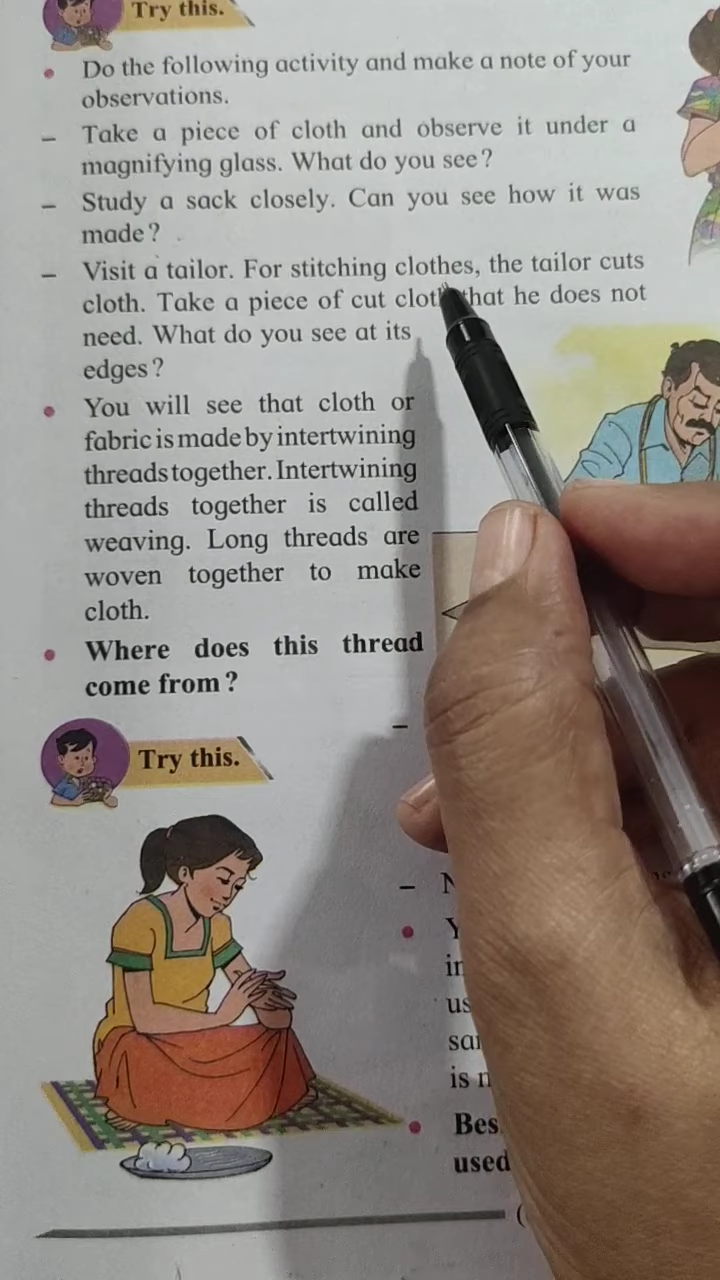 Try this.
• Do the following activity and make a note of your
observations.
– Take a piece of cloth and observe it under a
magnifying glass. What do you see?
– Study a sack closely. Can you see how it was
made?
– Visit a tailor. For stitching clothes, the tailor cuts
cloth. Take a piece of cut cloth that he does not
need. What do you see at its
edges?
• You will see that cloth or
fabric is made by intertwining
threads together. Intertwining
threads together is called
weaving. Long threads are
woven together to make
cloth.
• Where does this thread
come from?
Try this.
–
–
•
is
• Bes
used